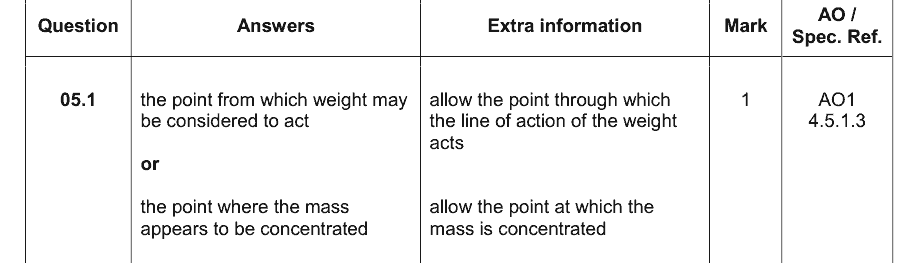 Question Answers Extra information Mark AO /
Spec. Ref.
05.1 the point from which weight may allow the point through which 1 AO1
be considered to act the line of action of the weight 4.5.1.3
acts
or
the point where the mass allow the point at which the
appears to be concentrated mass is concentrated